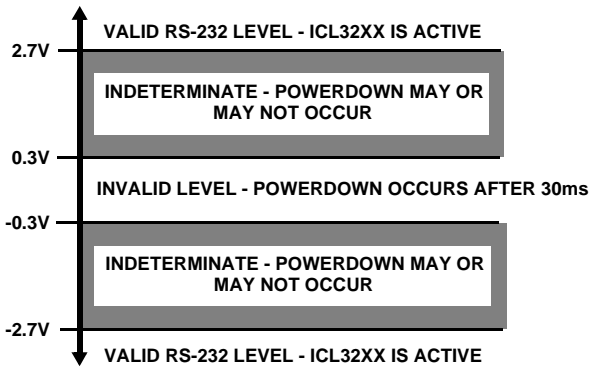 VALID RS-232 LEVEL - ICL32XX IS ACTIVE
2.7V
INDETERMINATE - POWERDOWN MAY OR
MAY NOT OCCUR
0.3V
INVALID LEVEL - POWERDOWN OCCURS AFTER 30ms
-0.3V
INDETERMINATE - POWERDOWN MAY OR
MAY NOT OCCUR
-2.7V
VALID RS-232 LEVEL - ICL32XX IS ACTIVE